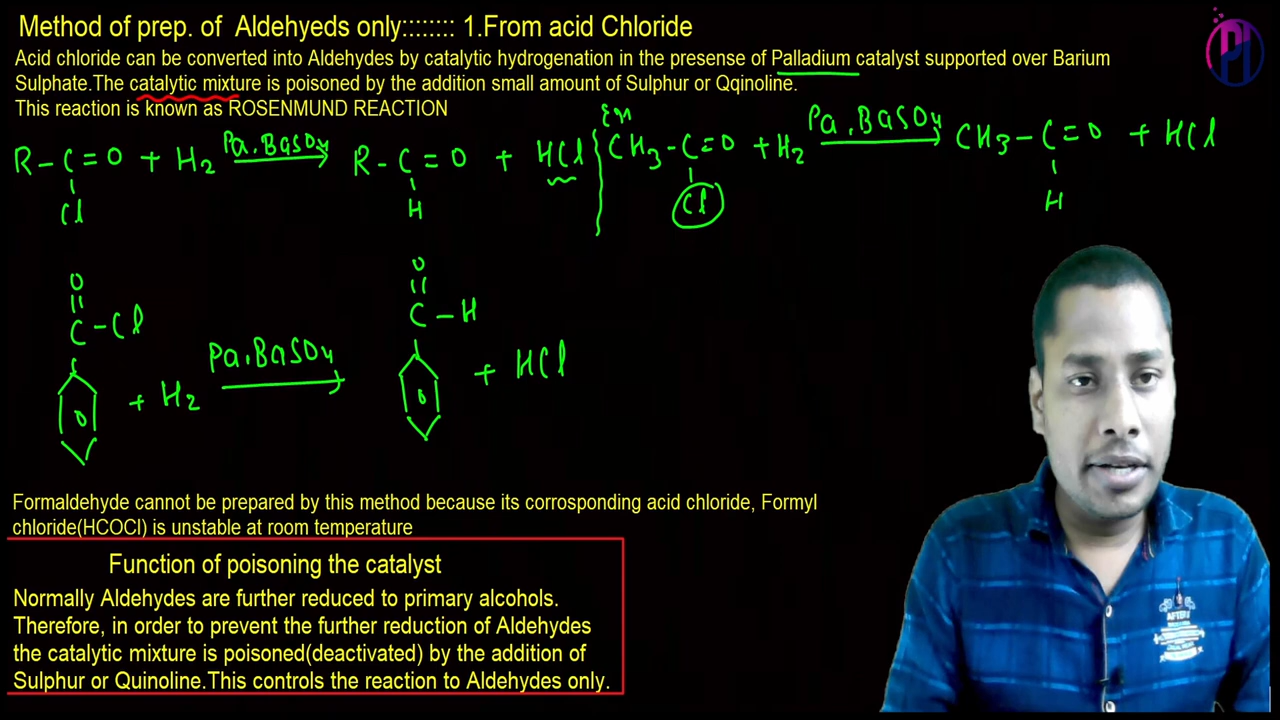 Method of prep. of Aldehyeds only:::::::: 1.From acid Chloride
Acid chloride can be converted into Aldehydes by catalytic hydrogenation in the presense of Palladium catalyst supported over Barium
Sulphate.The catalytic mixture is poisoned by the addition small amount of Sulphur or Qqinoline.
This reaction is known as ROSENMUND REACTION
Ex
R-C=O + H2 Pa.BaSO4 R-C=O + HCl CH3-C=O +H2 Pa.BaSO4 CH3-C=O + HCl
Cl H Cl H
O O
C-Cl C-H
+ H2 Pa.BaSO4 + HCl
Formaldehyde cannot be prepared by this method because its corrosponding acid chloride, Formyl
chloride(HCOCl) is unstable at room temperature
Function of poisoning the catalyst
Normally Aldehydes are further reduced to primary alcohols.
Therefore, in order to prevent the further reduction of Aldehydes
the catalytic mixture is poisoned(deactivated) by the addition of
Sulphur or Quinoline.This controls the reaction to Aldehydes only.